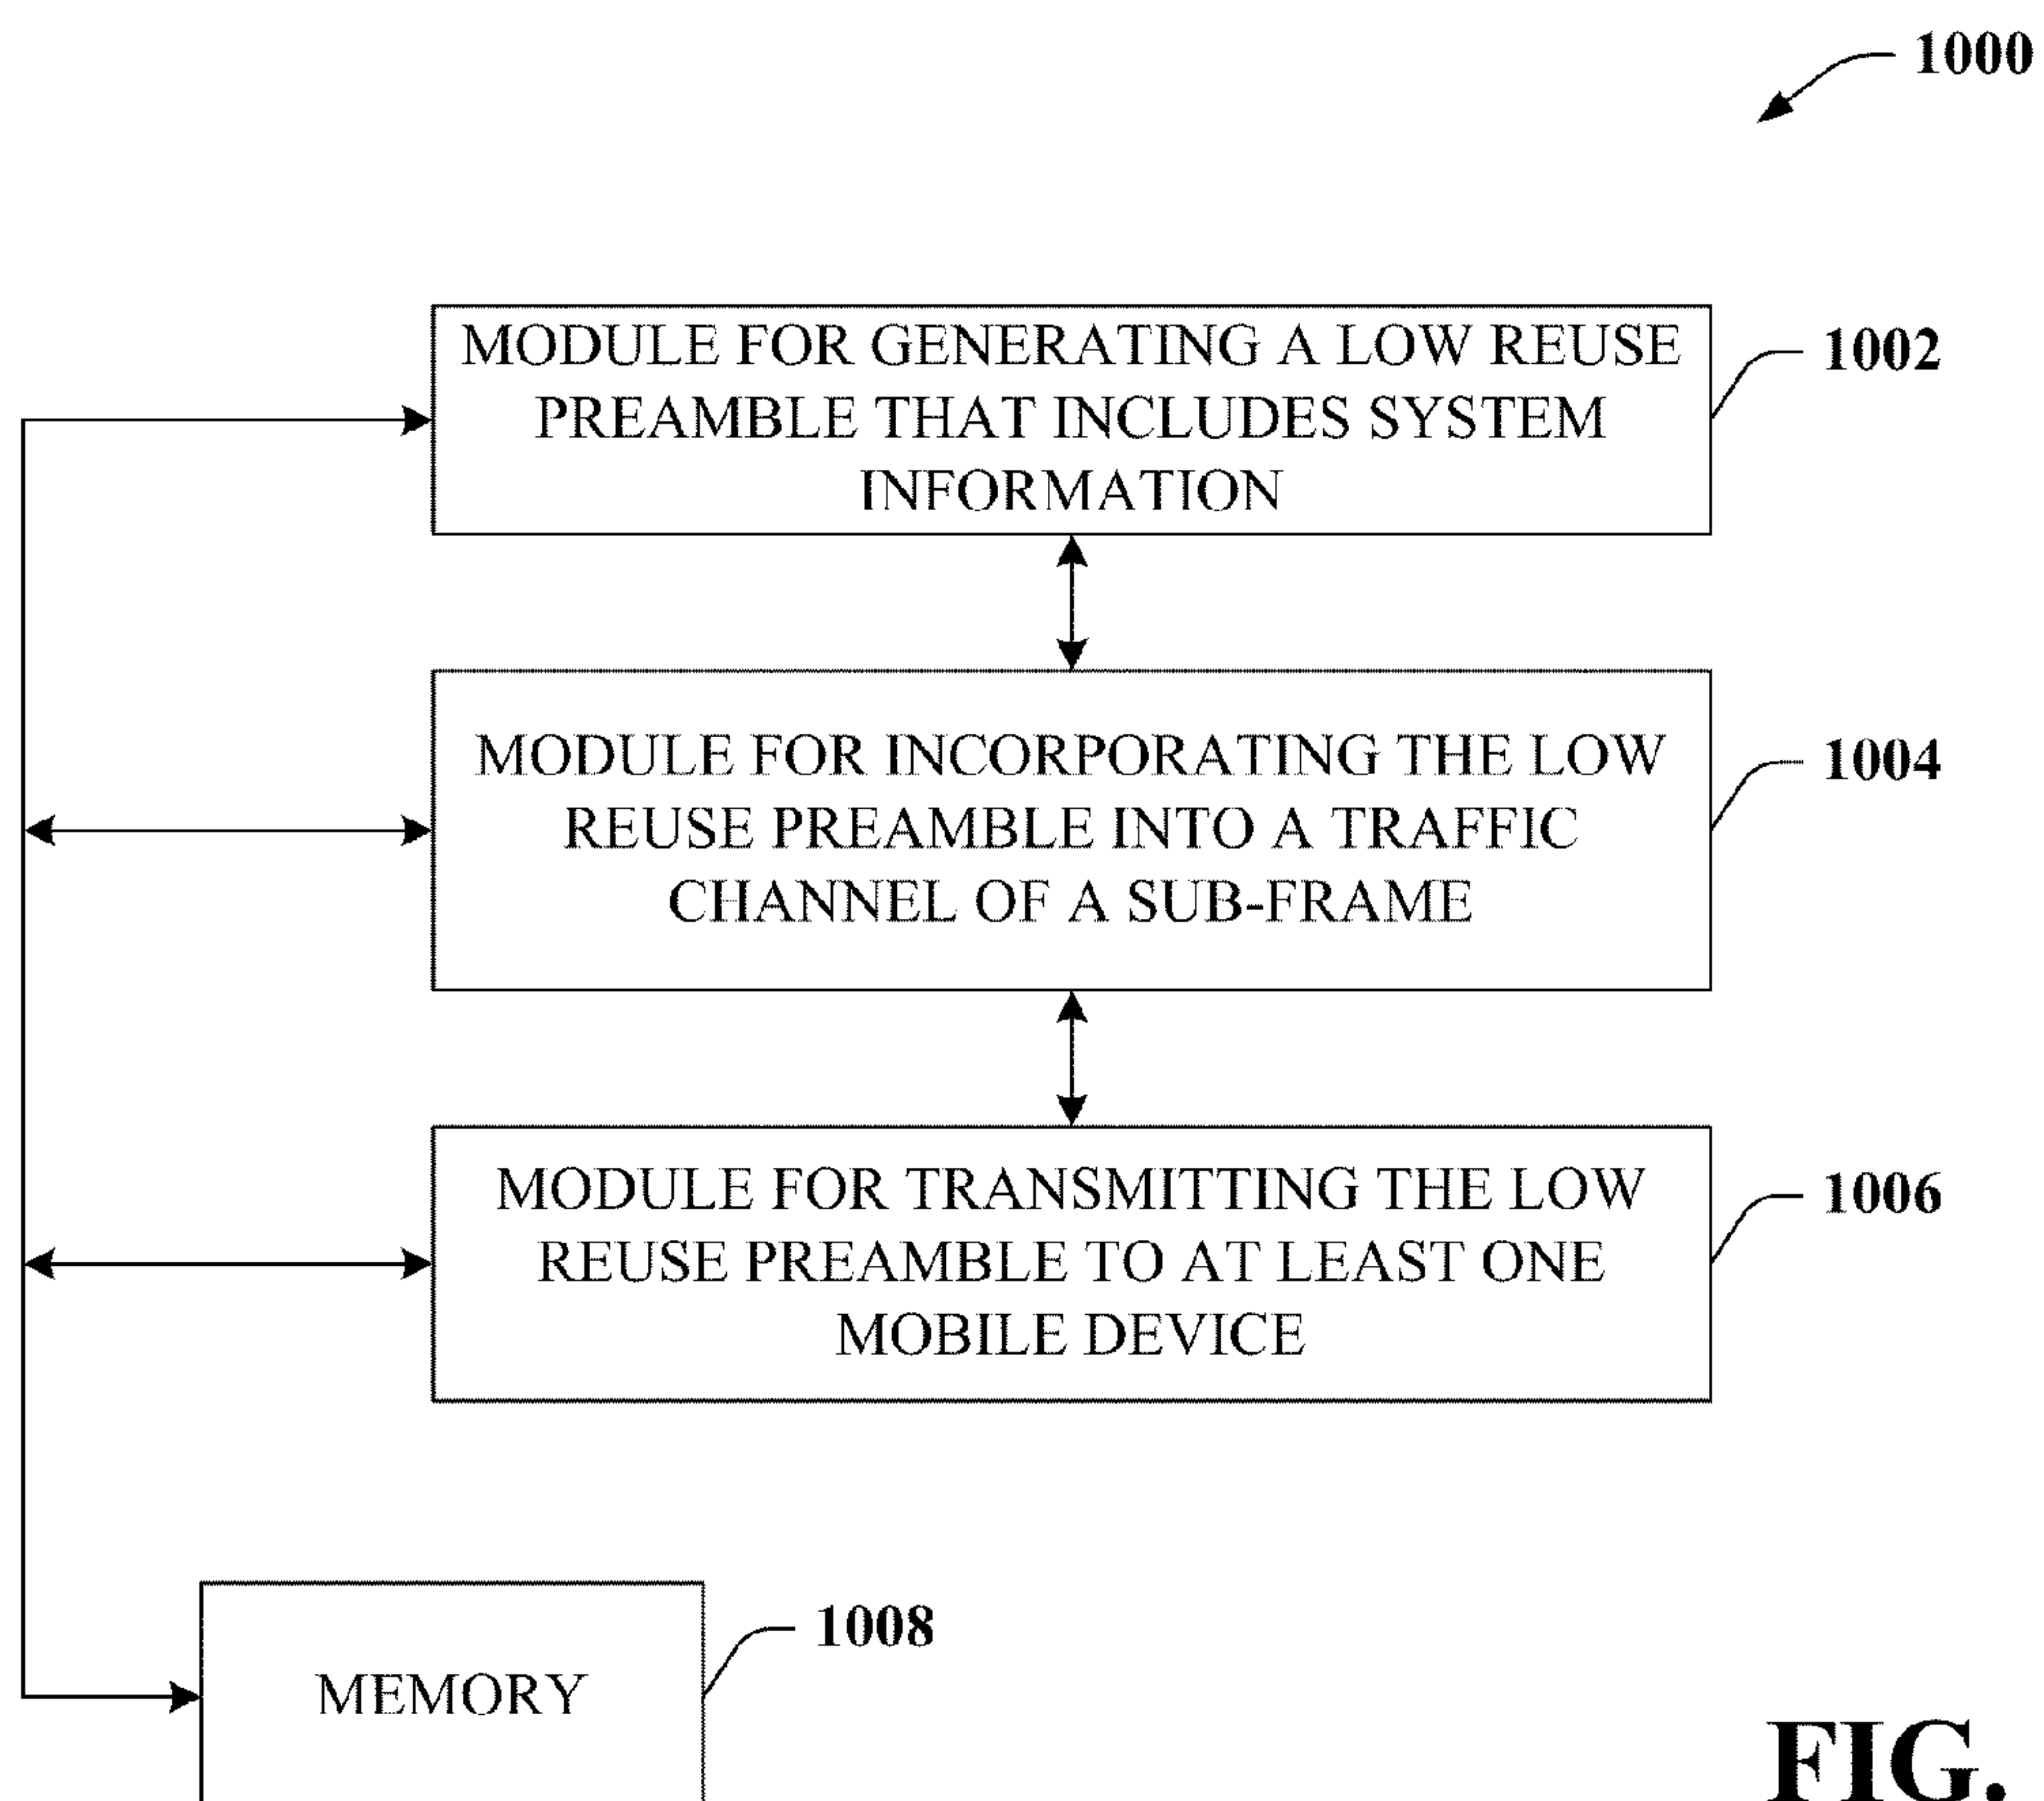 1000
MODULE FOR GENERATING A LOW REUSE
PREAMBLE THAT INCLUDES SYSTEM
INFORMATION
1002
MODULE FOR INCORPORATING THE LOW
REUSE PREAMBLE INTO A TRAFFIC
CHANNEL OF A SUB-FRAME
1004
MODULE FOR TRANSMITTING THE LOW
REUSE PREAMBLE TO AT LEAST ONE
MOBILE DEVICE
1006
MEMORY
1008
FIG.